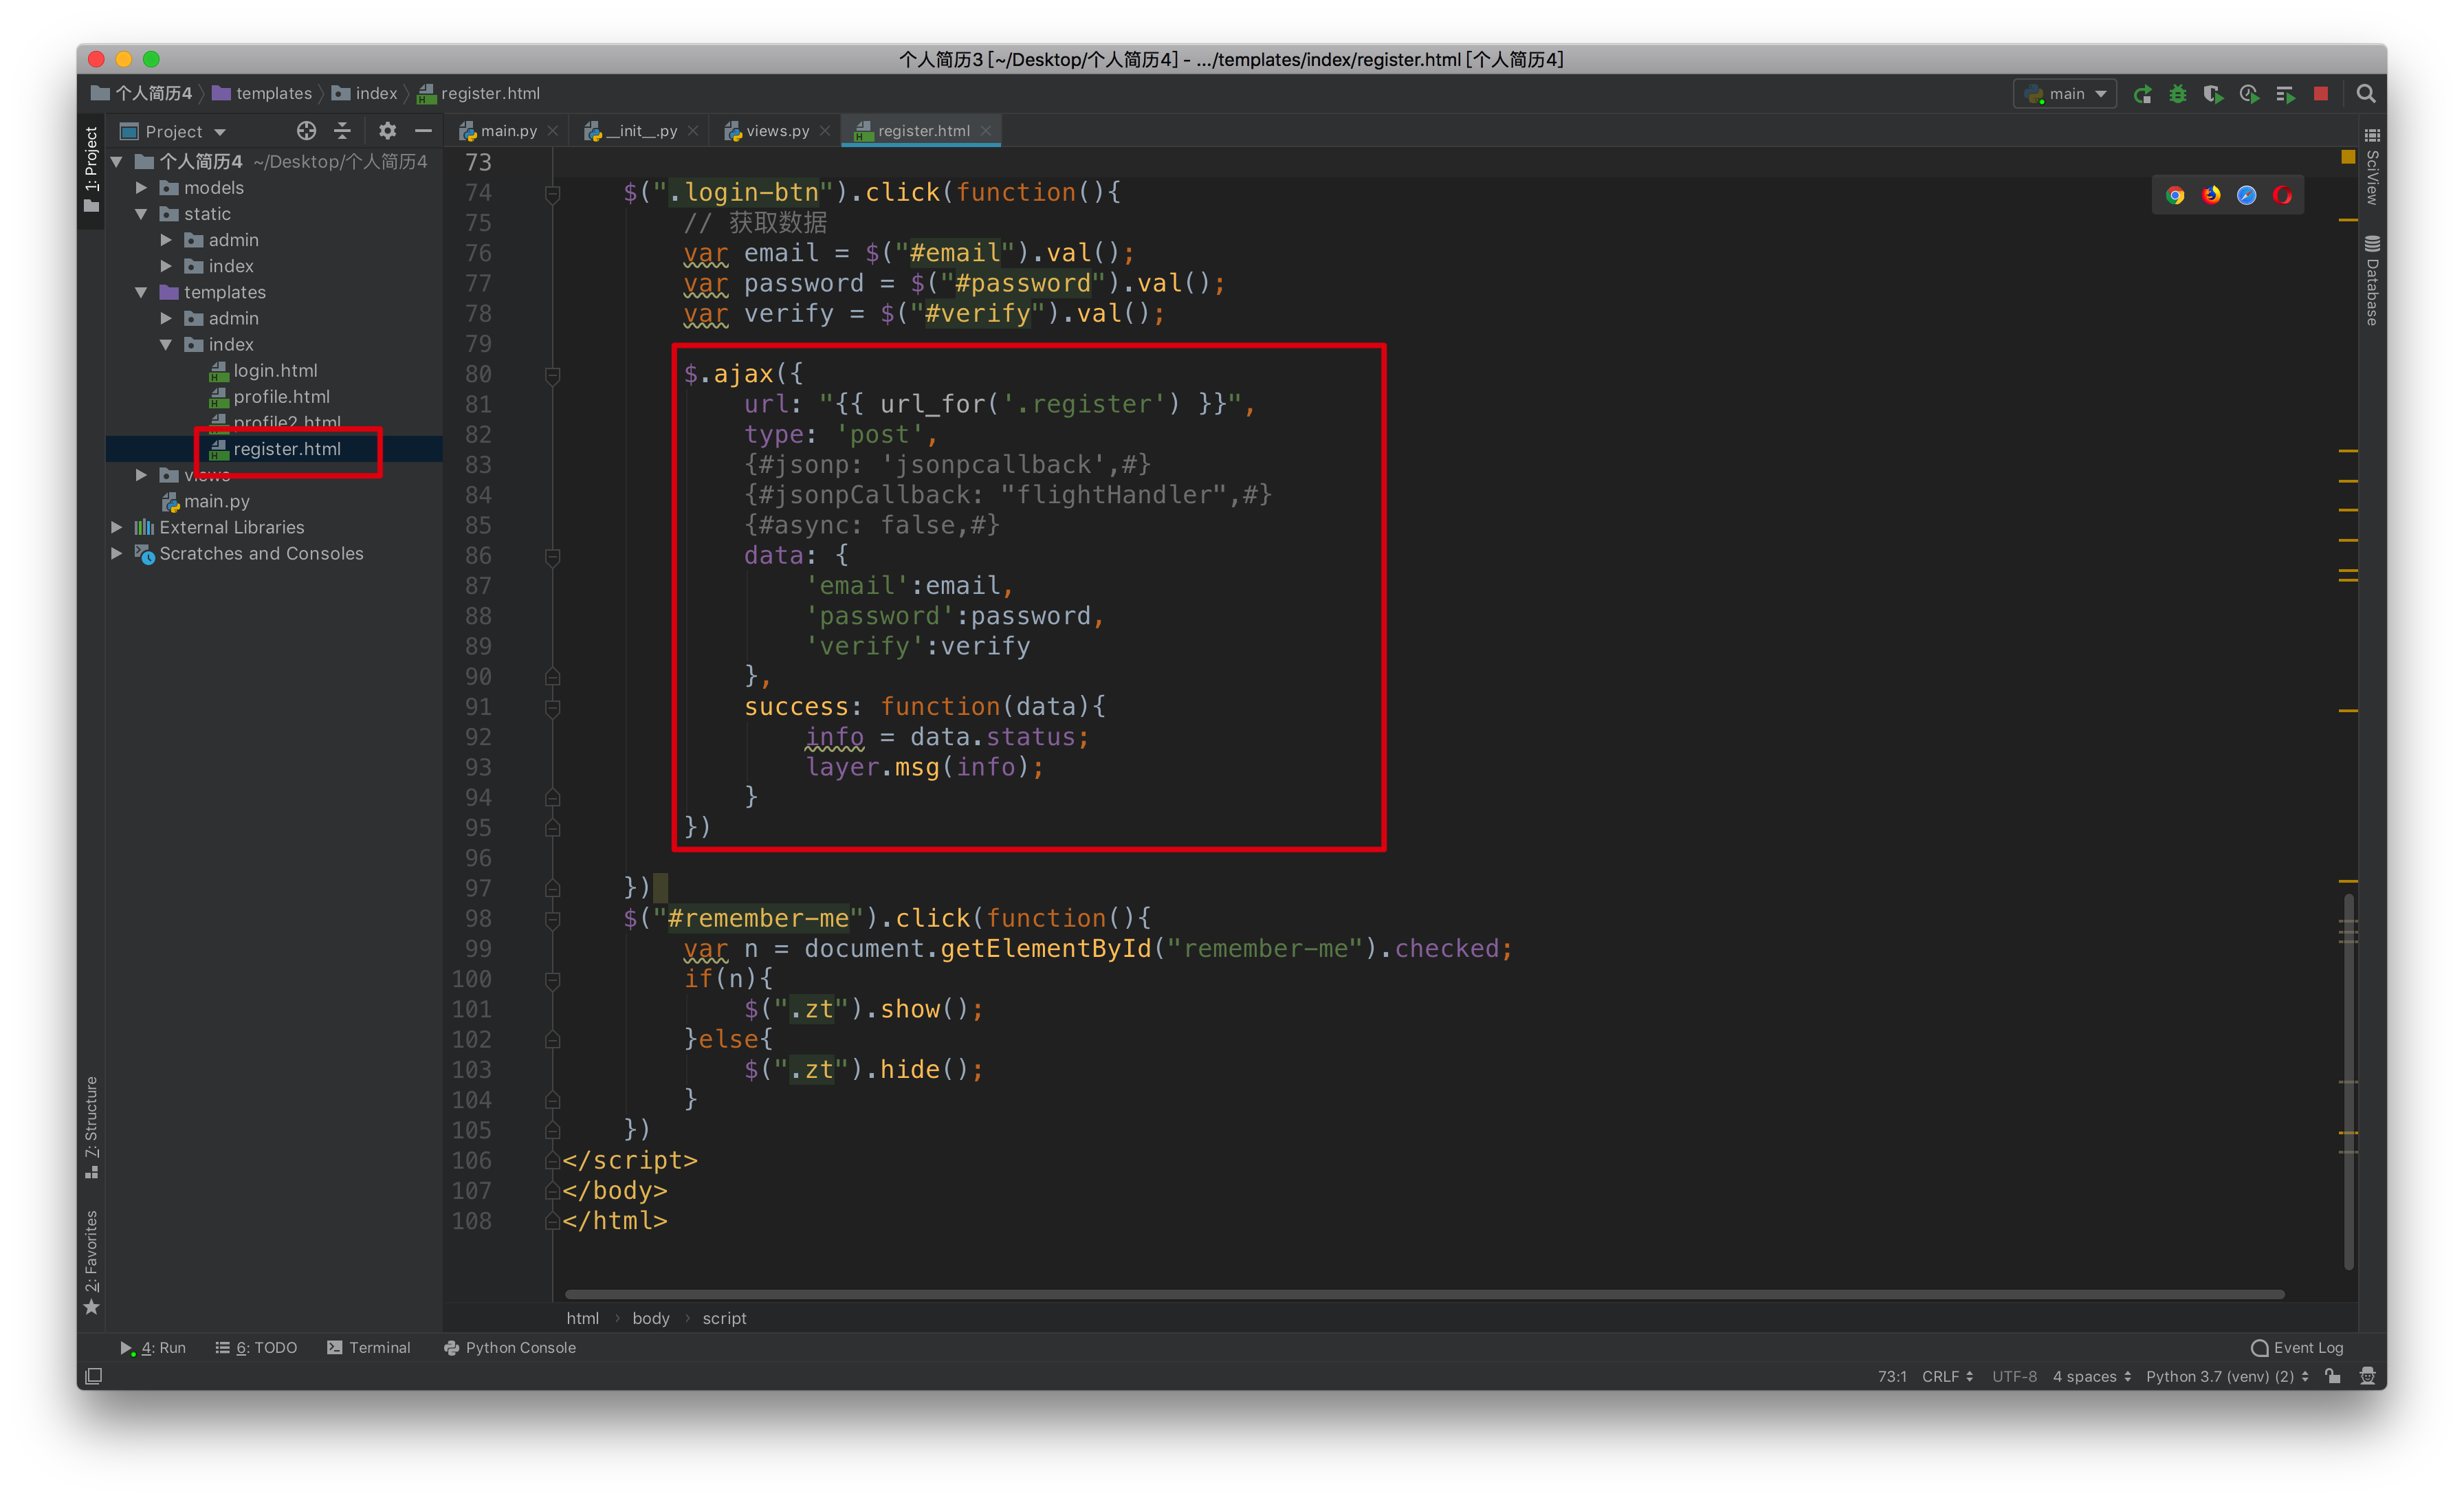 个人简历3 [~/Desktop/个人简历4] - .../templates/index/register.html [个人简历4]
个人简历4 templates index register.html
main
1: Project
Project
main.py __init__.py views.py register.html
个人简历4 ~/Desktop/个人简历4
models
static
admin
index
templates
admin
index
login.html
profile.html
profile2.html
register.html
views
main.py
External Libraries
Scratches and Consoles
73
74 $(".login-btn").click(function(){
75 // 获取数据
76 var email = $("#email").val();
77 var password = $("#password").val();
78 var verify = $("#verify").val();
79
80 $.ajax({
81 url: "{{ url_for('.register') }}",
82 type: 'post',
83 {#jsonp: 'jsonpcallback',#}
84 {#jsonpCallback: "flightHandler",#}
85 {#async: false,#}
86 data: {
87 'email':email,
88 'password':password,
89 'verify':verify
90 },
91 success: function(data){
92 info = data.status;
93 layer.msg(info);
94 }
95 })
96
97 })
98 $("#remember-me").click(function(){
99 var n = document.getElementById("remember-me").checked;
100 if(n){
101 $(".zt").show();
102 }else{
103 $(".zt").hide();
104 }
105 })
106 </script>
107 </body>
108 </html>
SciView
Database
7: Structure
2: Favorites
html body script
4: Run 6: TODO Terminal Python Console Event Log
73:1 CRLF UTF-8 4 spaces Python 3.7 (venv) (2)